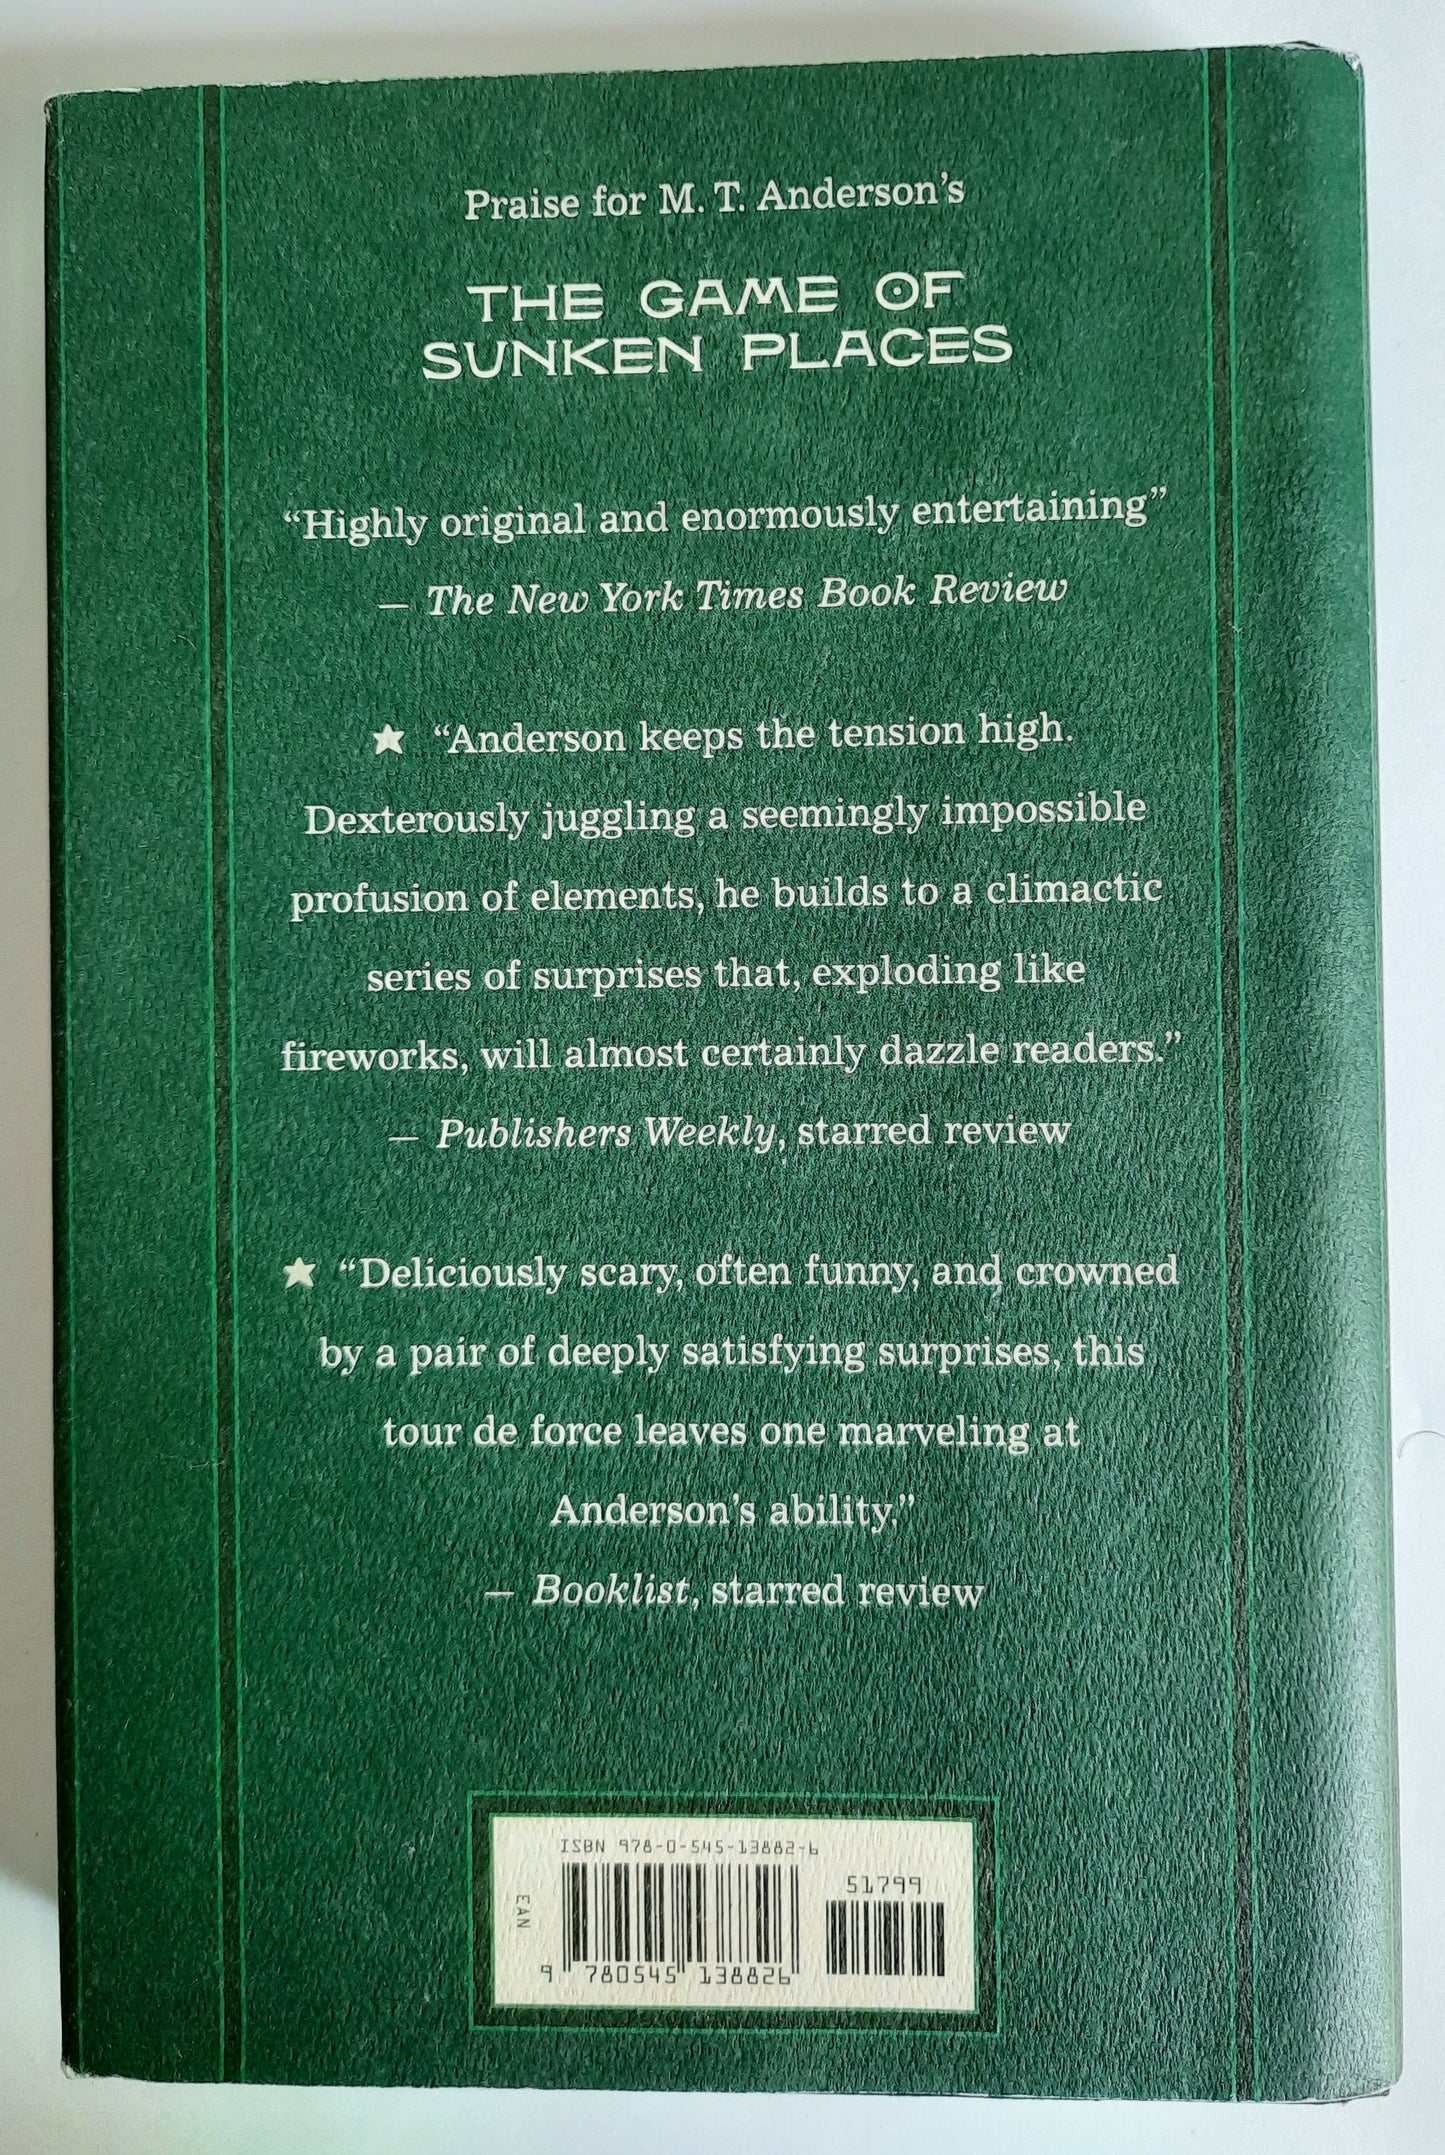 Praise for M. T. Anderson's
THE GAME OF
SUNKEN PLACES
“Highly original and enormously entertaining”
— The New York Times Book Review
★ “Anderson keeps the tension high.
Dexterously juggling a seemingly impossible
profusion of elements, he builds to a climactic
series of surprises that, exploding like
fireworks, will almost certainly dazzle readers.”
— Publishers Weekly, starred review
★ “Deliciously scary, often funny, and crowned
by a pair of deeply satisfying surprises, this
tour de force leaves one marveling at
Anderson's ability.”
— Booklist, starred review
ISBN 978-0-545-13882-6
51799
EAN
9 780545 138826